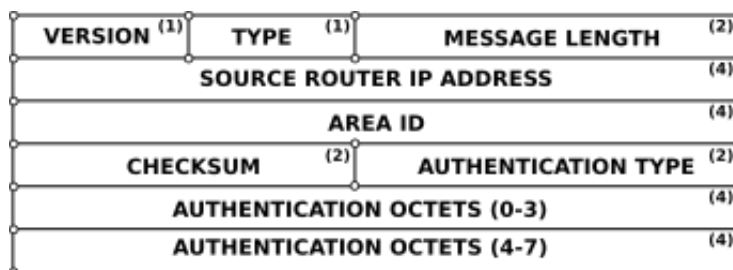 VERSION (1) TYPE (1) MESSAGE LENGTH (2)
SOURCE ROUTER IP ADDRESS (4)
AREA ID (4)
CHECKSUM (2) AUTHENTICATION TYPE (2)
AUTHENTICATION OCTETS (0-3) (4)
AUTHENTICATION OCTETS (4-7) (4)